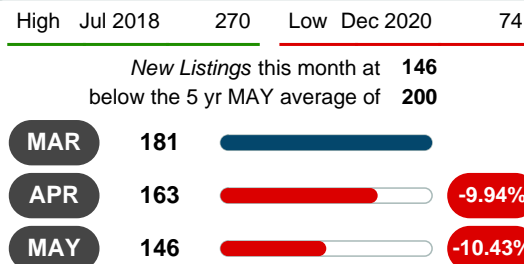 High Jul 2018 270 Low Dec 2020 74
New Listings this month at 146
below the 5 yr MAY average of 200
MAR 181
APR 163 -9.94%
MAY 146 -10.43%